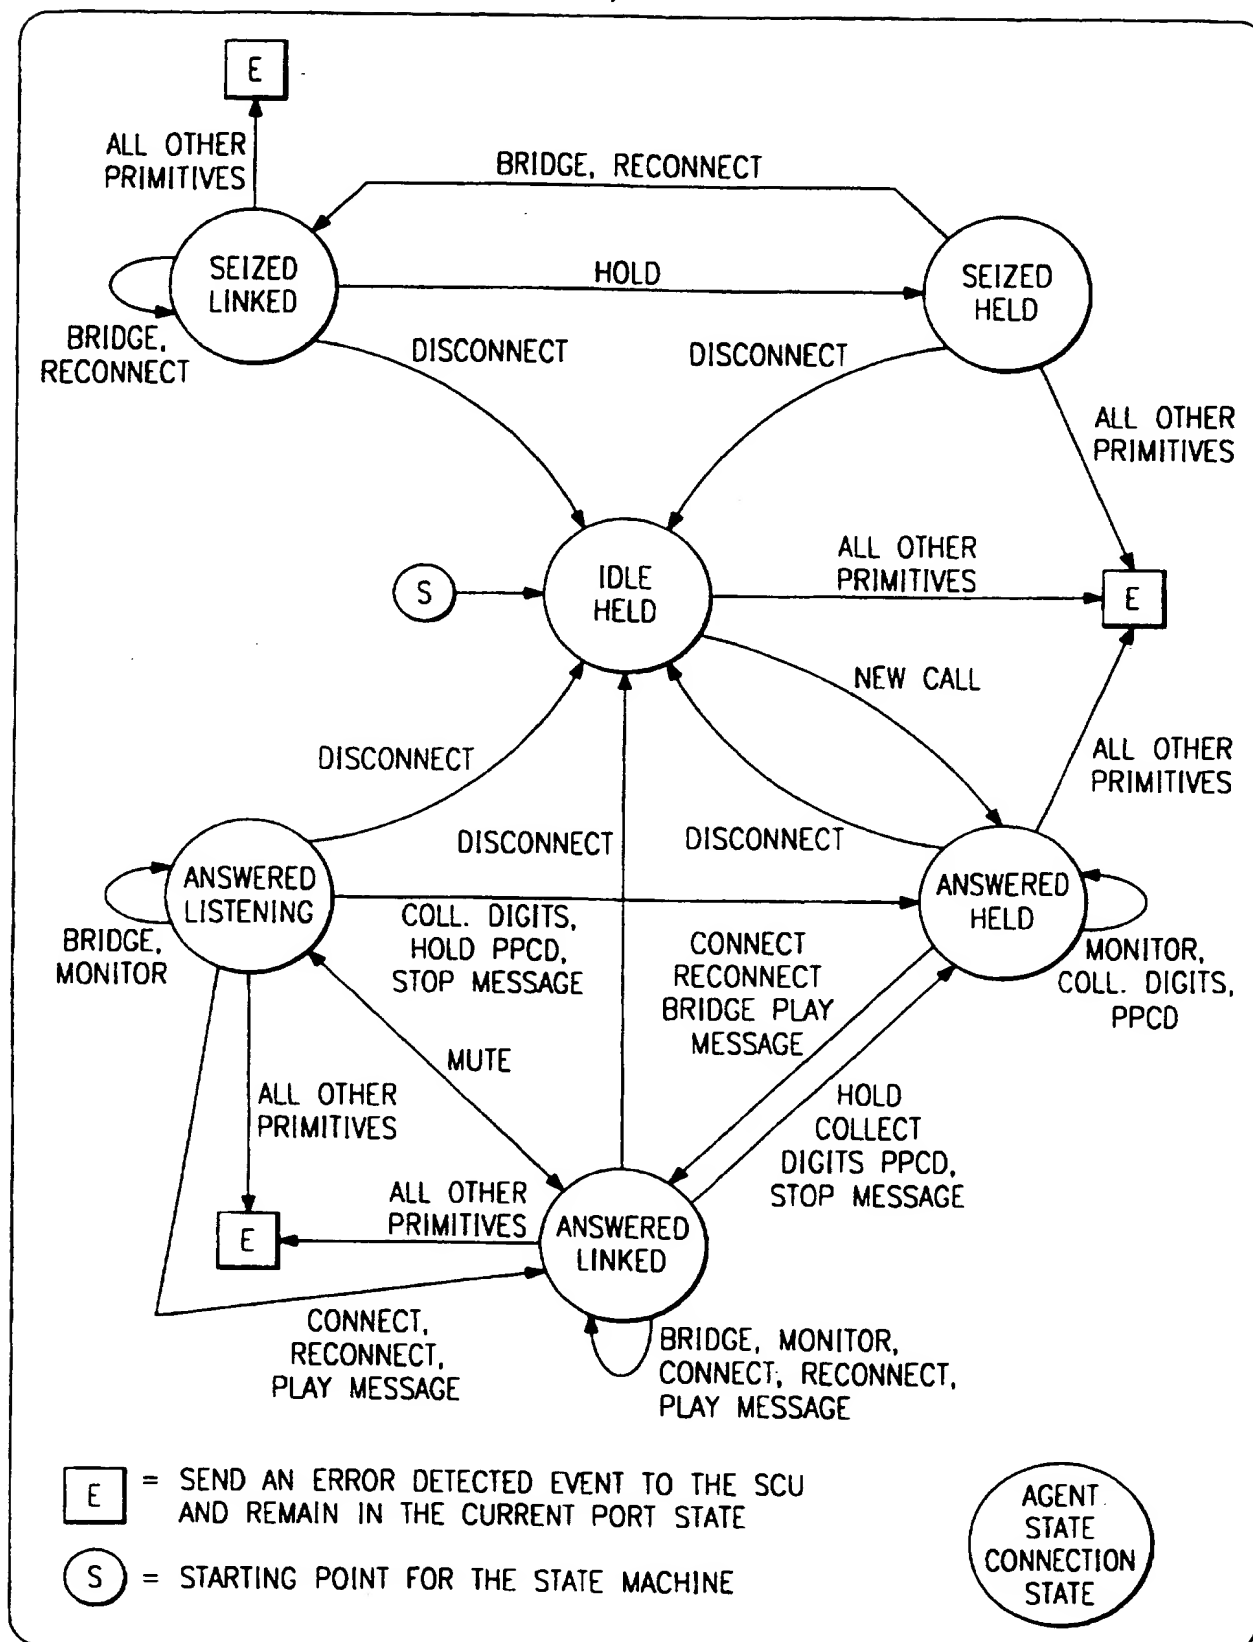 E
ALL OTHER
PRIMITIVES
BRIDGE, RECONNECT
SEIZED
LINKED
HOLD
SEIZED
HELD
BRIDGE,
RECONNECT
DISCONNECT
DISCONNECT
ALL OTHER
PRIMITIVES
S
IDLE
HELD
ALL OTHER
PRIMITIVES
E
NEW CALL
DISCONNECT
ALL OTHER
PRIMITIVES
DISCONNECT
DISCONNECT
ANSWERED
LISTENING
ANSWERED
HELD
BRIDGE,
MONITOR
COLL. DIGITS,
HOLD PPCD,
STOP MESSAGE
CONNECT
RECONNECT
BRIDGE PLAY
MESSAGE
MONITOR,
COLL. DIGITS,
PPCD
MUTE
ALL OTHER
PRIMITIVES
HOLD
COLLECT
DIGITS PPCD,
STOP MESSAGE
ALL OTHER
PRIMITIVES
E
ANSWERED
LINKED
CONNECT,
RECONNECT,
PLAY MESSAGE
BRIDGE, MONITOR,
CONNECT, RECONNECT,
PLAY MESSAGE
E = SEND AN ERROR DETECTED EVENT TO THE SCU
AND REMAIN IN THE CURRENT PORT STATE
S = STARTING POINT FOR THE STATE MACHINE
AGENT
STATE
CONNECTION
STATE